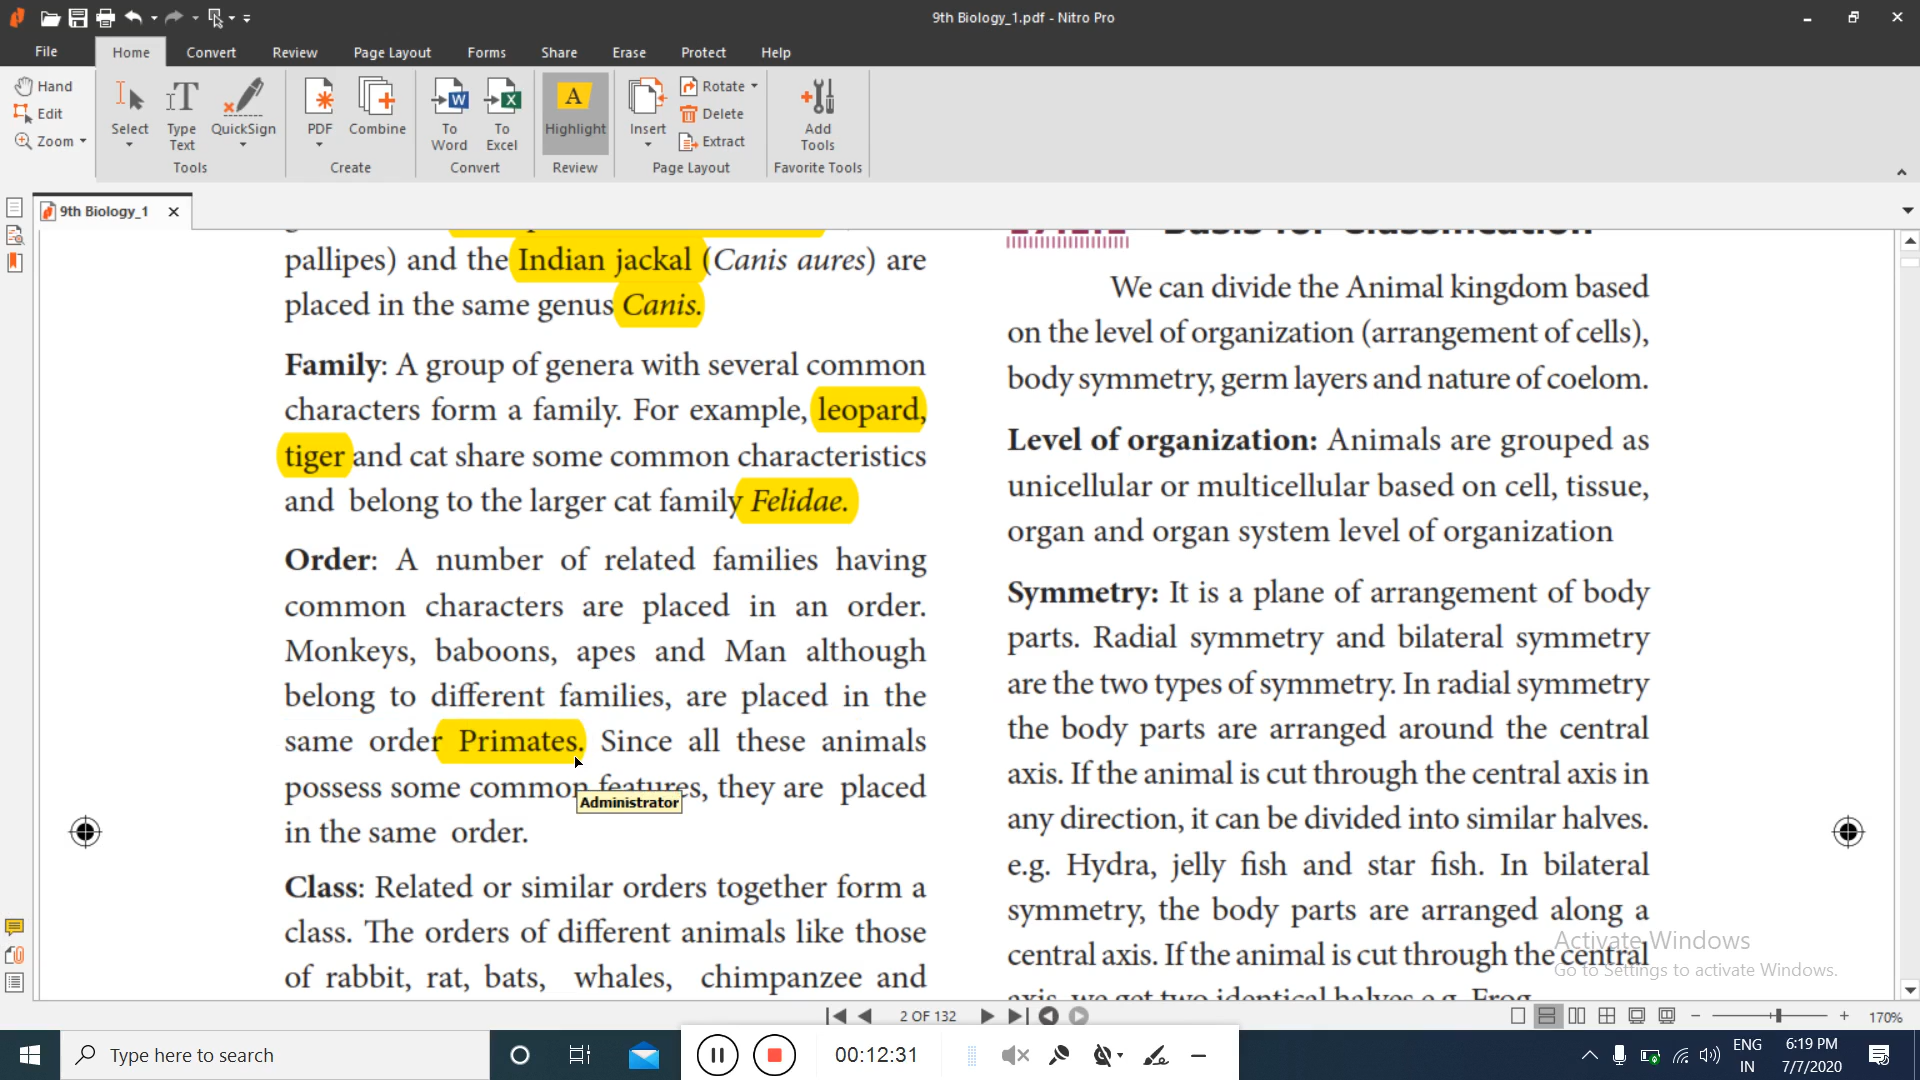 9th Biology_1.pdf - Nitro Pro
File Home Convert Review Page Layout Forms Share Erase Protect Help
Hand
Edit
Zoom
Select
Type Text
QuickSign
Tools
PDF
Combine
Create
To Word
To Excel
Convert
Highlight
Review
Insert
Rotate
Delete
Extract
Page Layout
Add Tools
Favorite Tools
9th Biology_1
pallipes) and the Indian jackal (Canis aures) are
placed in the same genus Canis.
Family: A group of genera with several common
characters form a family. For example, leopard,
tiger and cat share some common characteristics
and belong to the larger cat family Felidae.
Order: A number of related families having
common characters are placed in an order.
Monkeys, baboons, apes and Man although
belong to different families, are placed in the
same order Primates. Since all these animals
possess some common features, they are placed
Administrator
in the same order.
Class: Related or similar orders together form a
class. The orders of different animals like those
of rabbit, rat, bats, whales, chimpanzee and
Basis for Classification
We can divide the Animal kingdom based
on the level of organization (arrangement of cells),
body symmetry, germ layers and nature of coelom.
Level of organization: Animals are grouped as
unicellular or multicellular based on cell, tissue,
organ and organ system level of organization
Symmetry: It is a plane of arrangement of body
parts. Radial symmetry and bilateral symmetry
are the two types of symmetry. In radial symmetry
the body parts are arranged around the central
axis. If the animal is cut through the central axis in
any direction, it can be divided into similar halves.
e.g. Hydra, jelly fish and star fish. In bilateral
symmetry, the body parts are arranged along a
central axis. If the animal is cut through the central
axis, we get two identical halves e.g. Frog
Activate Windows
Go to Settings to activate Windows.
2 OF 132
170%
Type here to search
00:12:31
ENG
IN
6:19 PM
7/7/2020